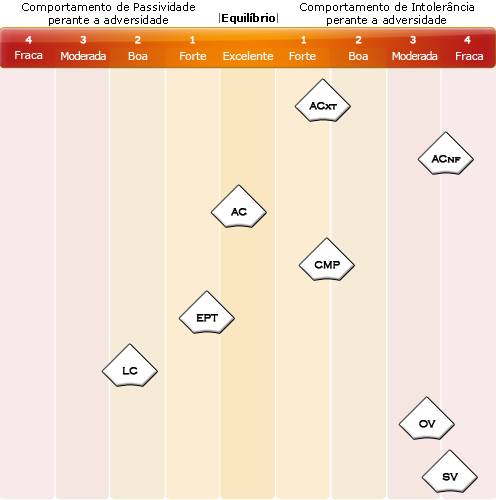 Comportamento de Passividade
perante a adversidade
|Equilíbrio|
Comportamento de Intolerância
perante a adversidade
4 3 2 1 1 2 3 4
Fraca Moderada Boa Forte Excelente Forte Boa Moderada Fraca
ACxt
ACnf
AC
CMP
EPT
LC
OV
SV